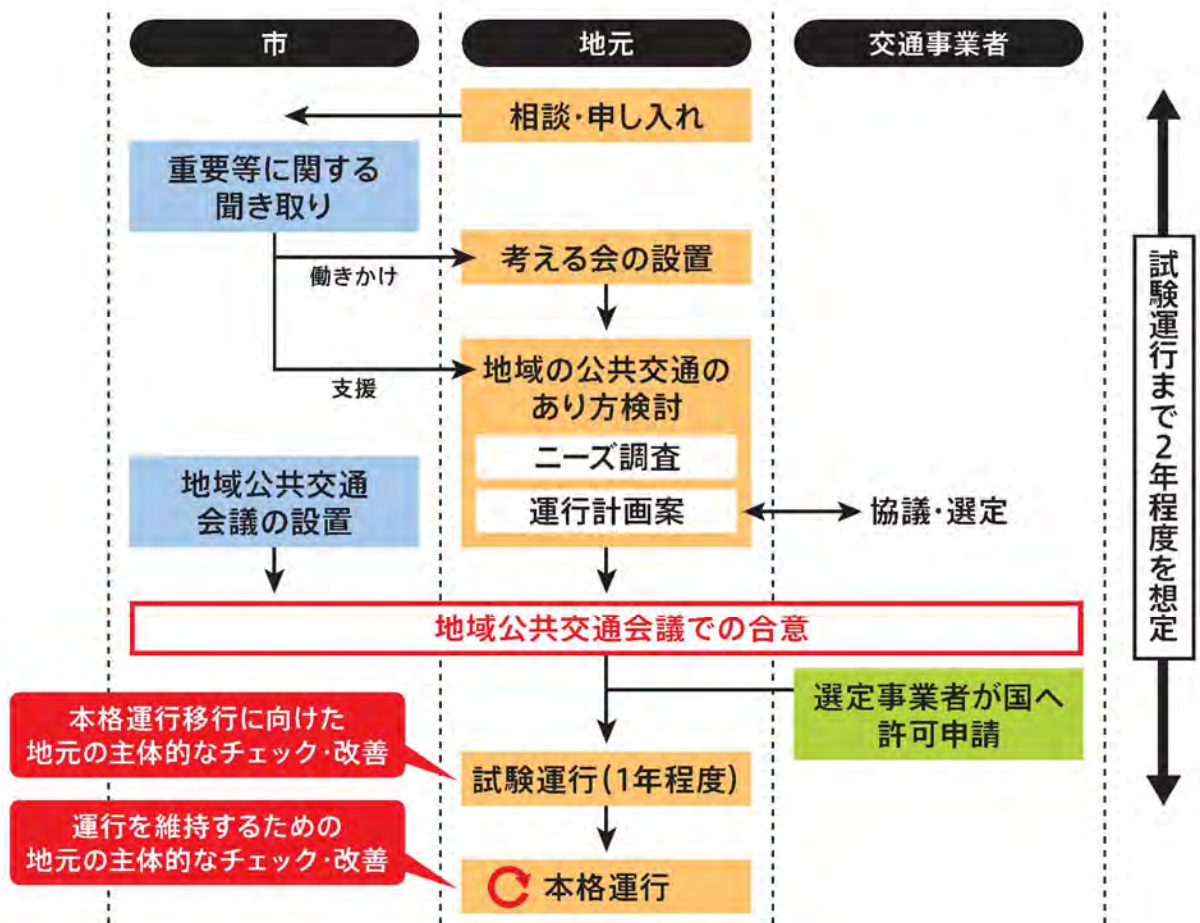 市
地元
交通事業者
相談・申し入れ
重要等に関する
聞き取り
働きかけ
考える会の設置
支援
地域の公共交通の
あり方検討
ニーズ調査
運行計画案
協議・選定
地域公共交通
会議の設置
地域公共交通会議での合意
選定事業者が国へ
許可申請
本格運行移行に向けた
地元の主体的なチェック・改善
試験運行(1年程度)
運行を維持するための
地元の主体的なチェック・改善
本格運行
試験運行まで2年程度を想定